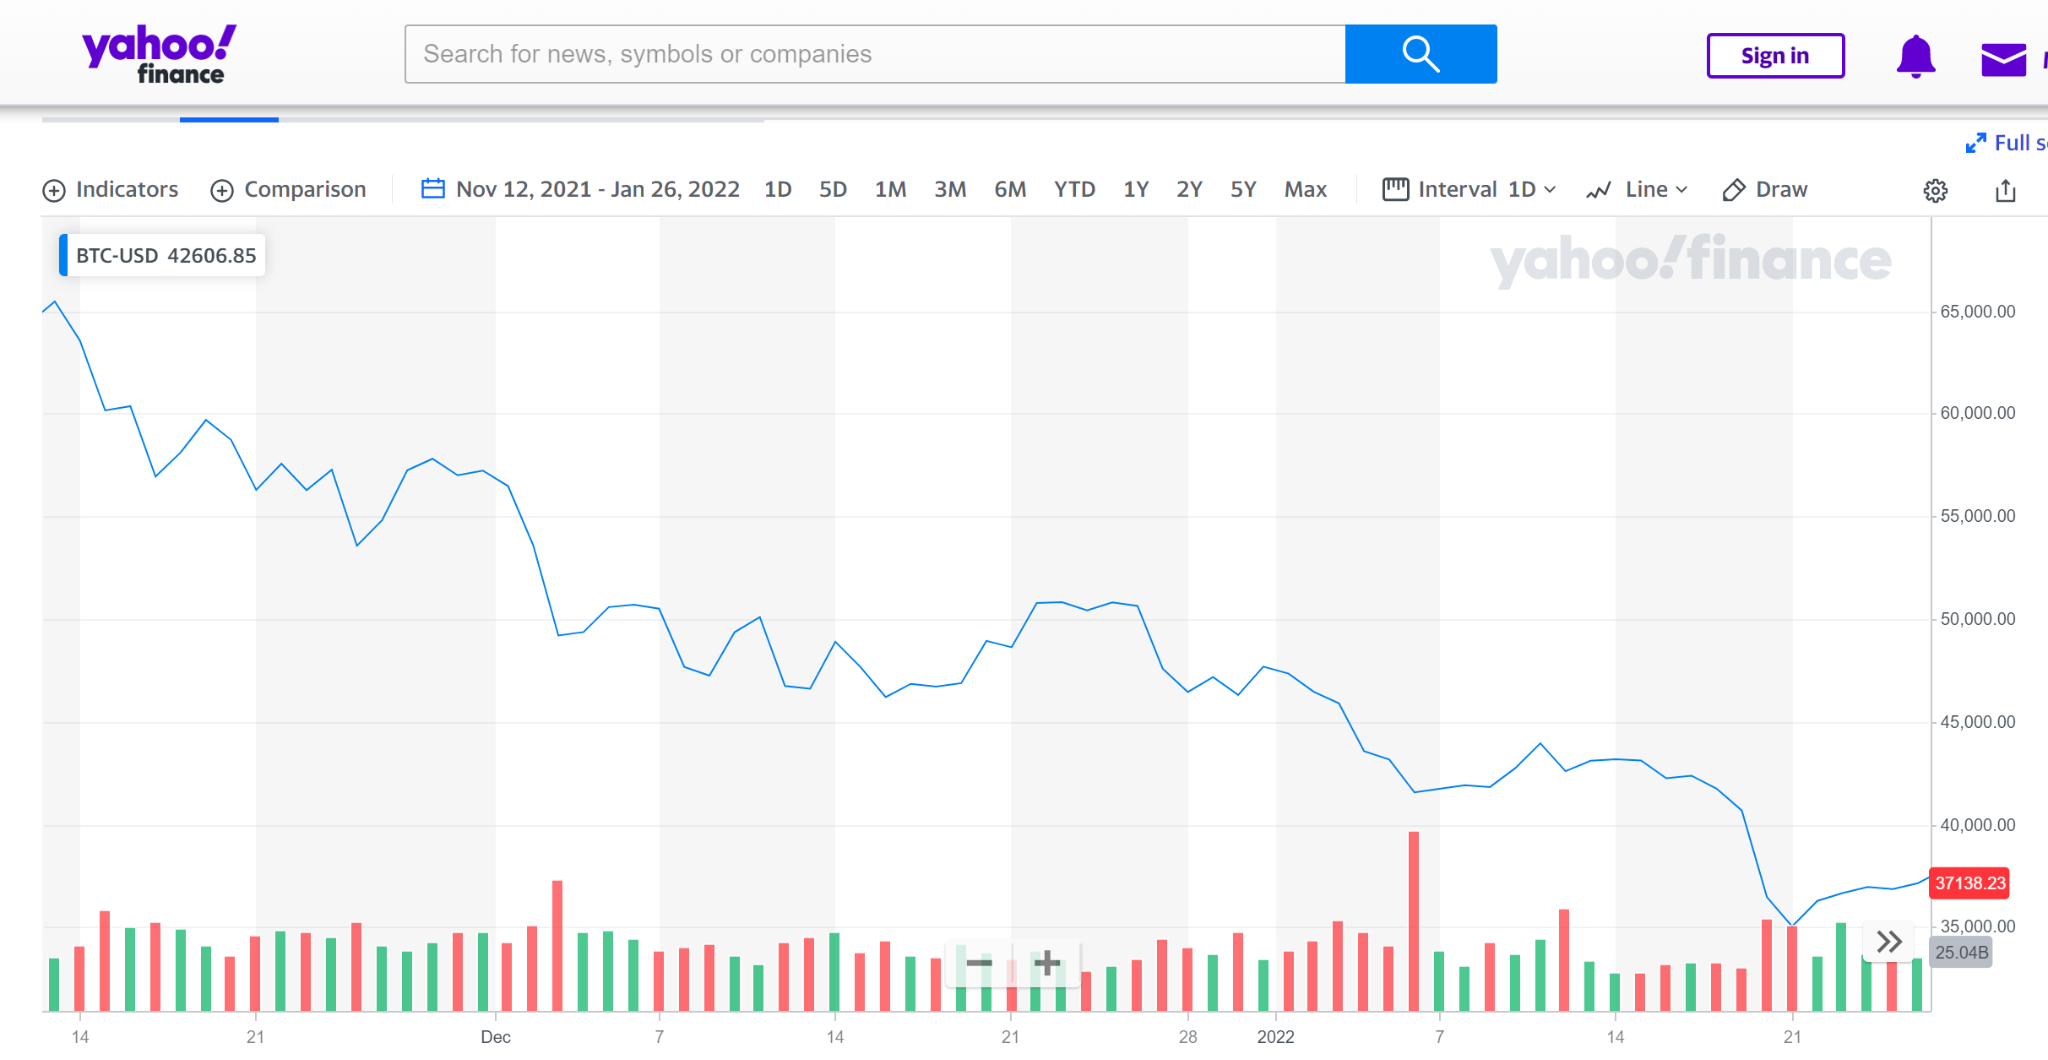 yahoo!
finance
Search for news, symbols or companies
Sign in
Full s
Indicators Comparison Nov 12, 2021 - Jan 26, 2022 1D 5D 1M 3M 6M YTD 1Y 2Y 5Y Max Interval 1D Line Draw
BTC-USD 42606.85
yahoo!finance
65,000.00
60,000.00
55,000.00
50,000.00
45,000.00
40,000.00
37138.23
35,000.00
25.04B
14 21 Dec 7 14 21 28 2022 7 14 21